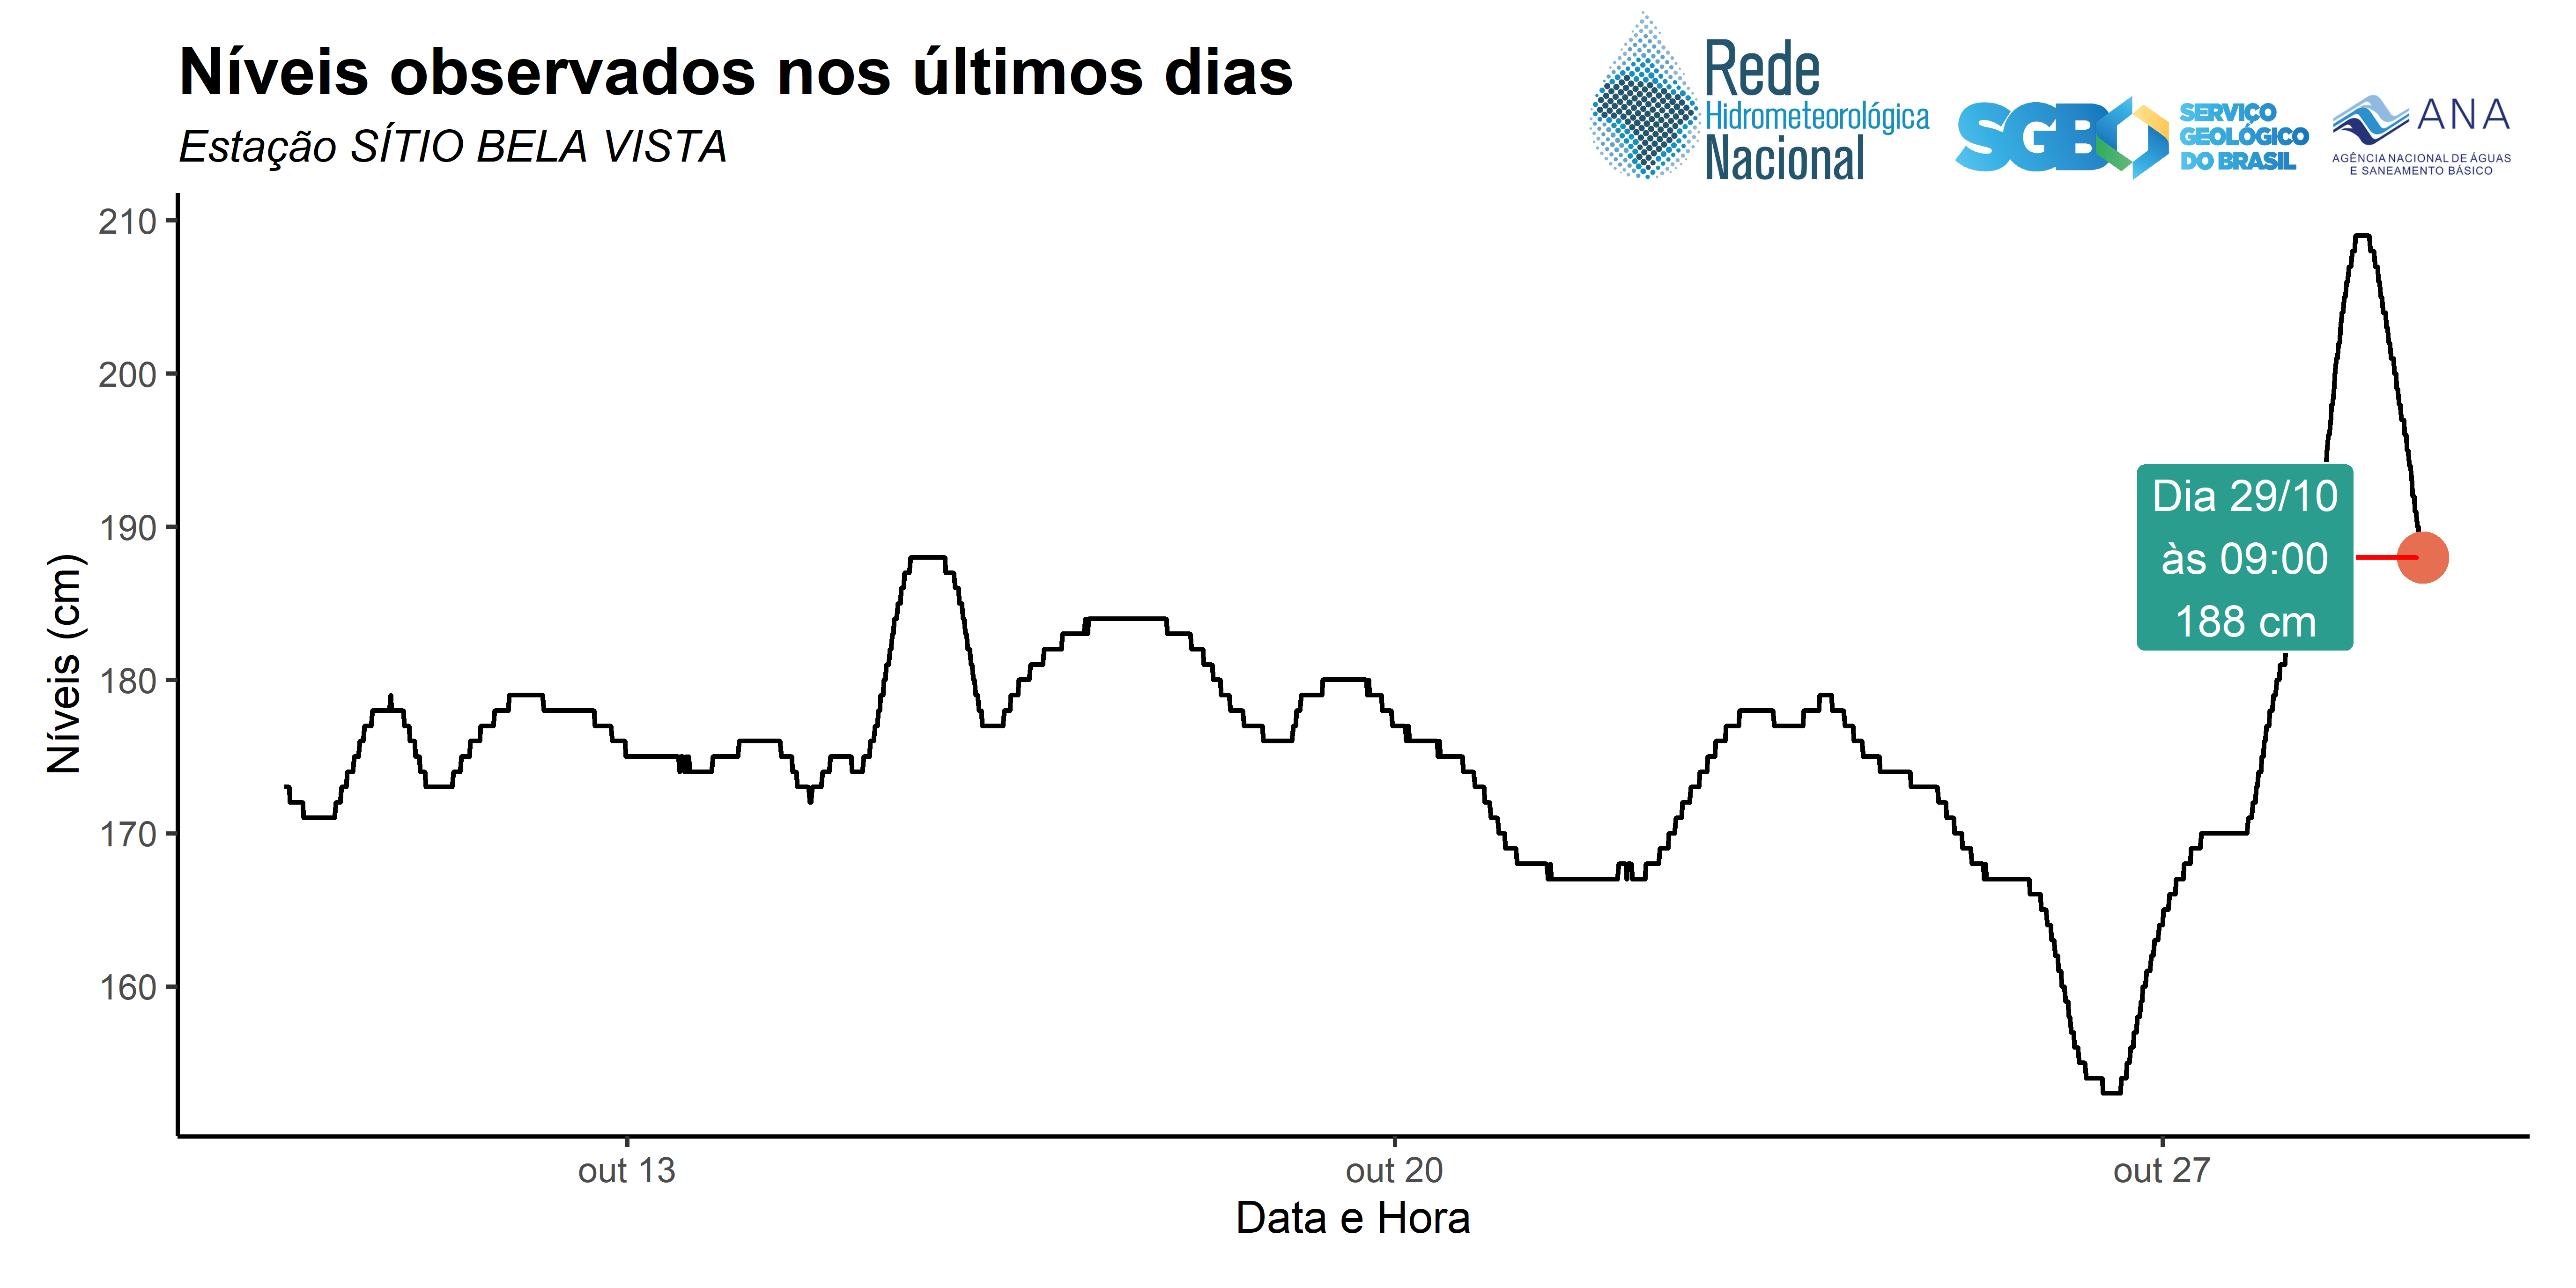 Níveis observados nos últimos dias
Estação SÍTIO BELA VISTA
Rede
Hidrometeorológica
Nacional
SGB
SERVIÇO
GEOLÓGICO
DO BRASIL
ANA
AGÊNCIA NACIONAL DE ÁGUAS
E SANEAMENTO BÁSICO
Níveis (cm)
210
200
190
180
170
160
Dia 29/10
às 09:00
188 cm
out 13
out 20
out 27
Data e Hora